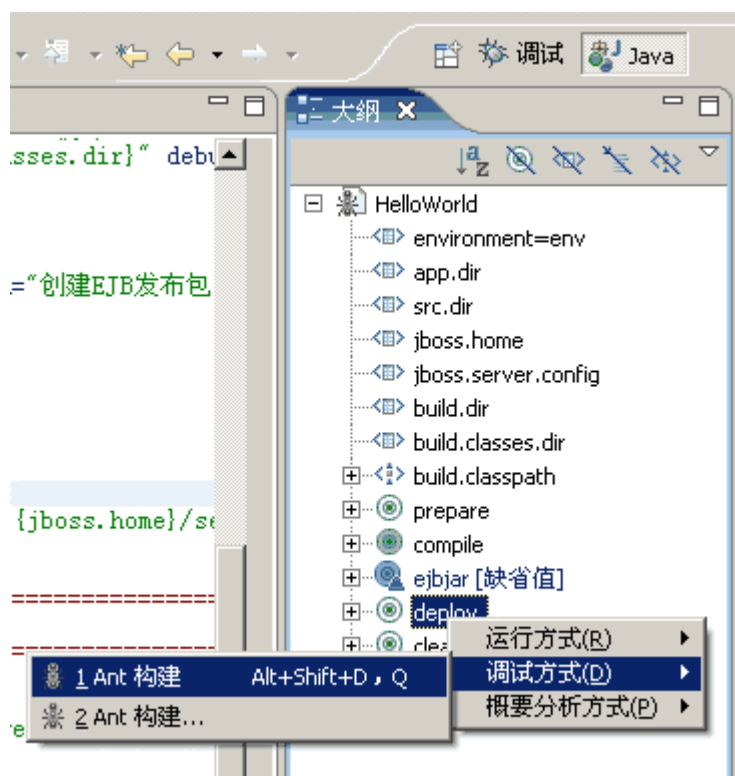 调试 Java
大纲
sses.dir}" debu
="创建EJB发布包
{jboss.home}/se
====================
====================
re
HelloWorld
environment=env
app.dir
src.dir
jboss.home
jboss.server.config
build.dir
build.classes.dir
build.classpath
prepare
compile
ejbjar [缺省值]
deploy
clea
运行方式(R)
调试方式(D)
概要分析方式(P)
1 Ant 构建 Alt+Shift+D，Q
2 Ant 构建...